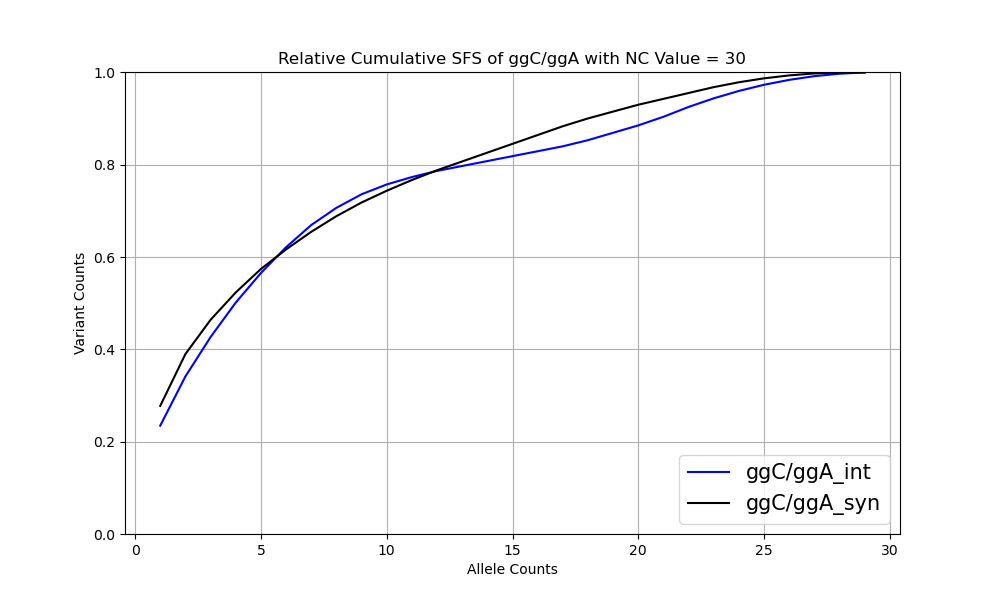 Relative Cumulative SFS of ggC/ggA with NC Value = 30
1.0
0.8
0.6
0.4
0.2
0.0
Variant Counts
ggC/ggA_int
ggC/ggA_syn
0 5 10 15 20 25 30
Allele Counts